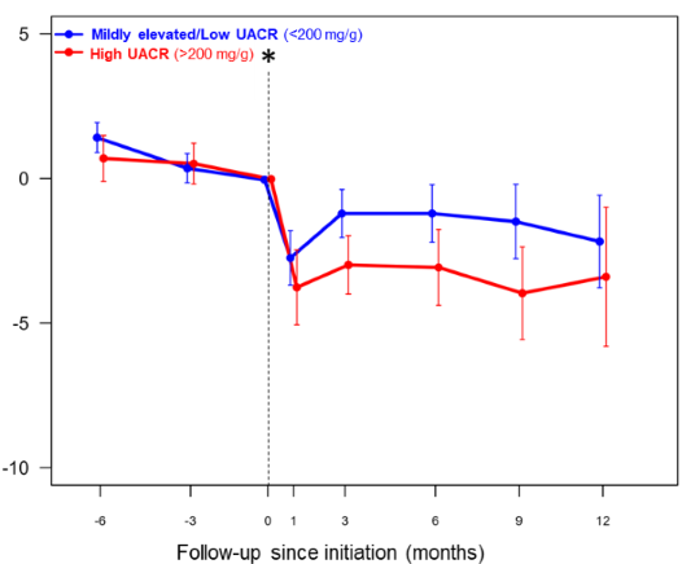 Mildly elevated/Low UACR (<200 mg/g)
High UACR (>200 mg/g) *
5
0
-5
-10
-6 -3 0 1 3 6 9 12
Follow-up since initiation (months)